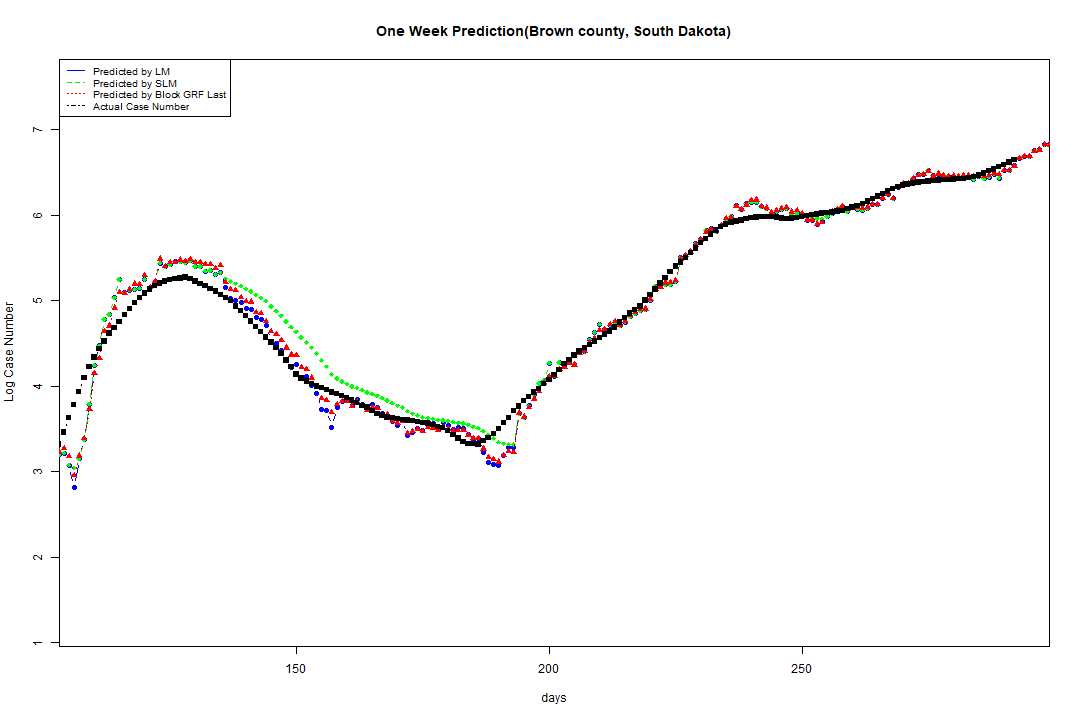 One Week Prediction(Brown county, South Dakota)
Predicted by LM
Predicted by SLM
Predicted by Block GRF Last
Actual Case Number
7
6
5
4
3
2
1
Log Case Number
150 200 250
days